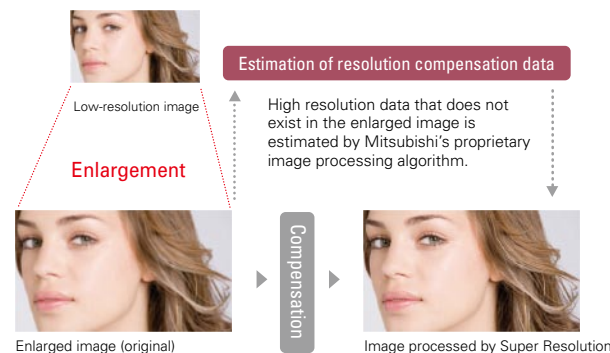 Estimation of resolution compensation data
Low-resolution image
High resolution data that does not
exist in the enlarged image is
estimated by Mitsubishi's proprietary
image processing algorithm.
Enlargement
Compensation
Enlarged image (original)
Image processed by Super Resolution